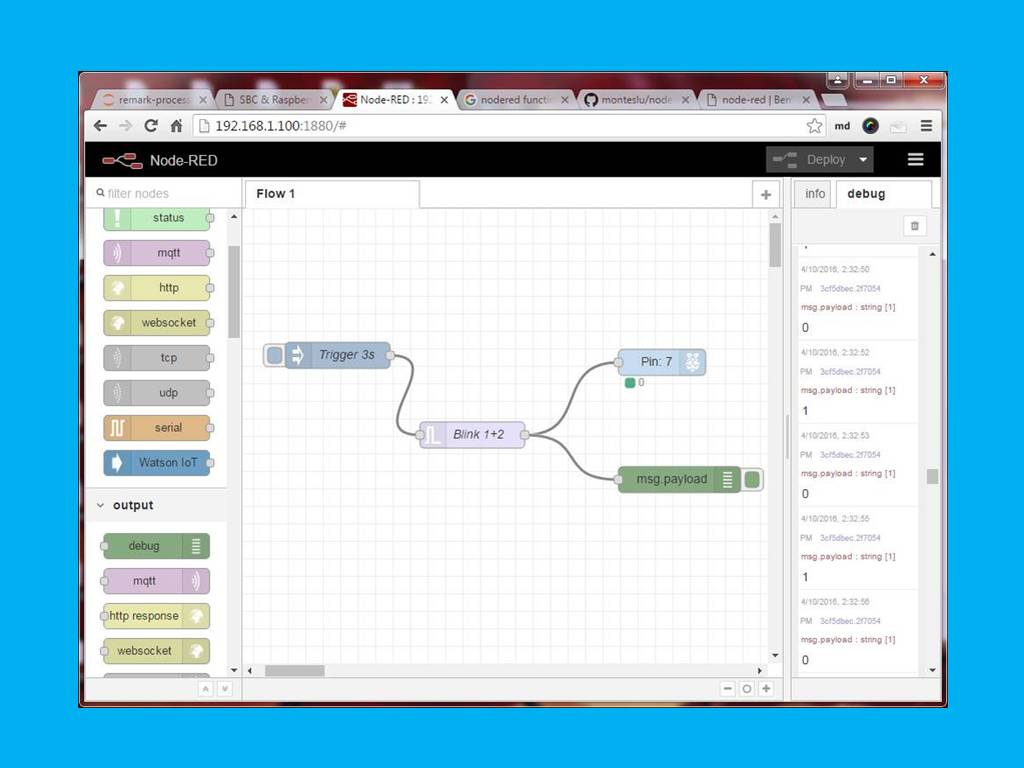 remark-process
SBC & Raspber
Node-RED : 192
nodered functi
monteslu/node
node-red | Ben
192.168.1.100:1880/#
md
Node-RED
Deploy
filter nodes
Flow 1
info
debug
status
mqtt
http
websocket
tcp
udp
serial
Watson IoT
output
debug
mqtt
http response
websocket
Trigger 3s
Blink 1+2
Pin: 7
0
msg.payload
4/10/2016, 2:32:50
PM 3cf5dbec.2f7054
msg.payload : string [1]
0
4/10/2016, 2:32:52
PM 3cf5dbec.2f7054
msg.payload : string [1]
1
4/10/2016, 2:32:53
PM 3cf5dbec.2f7054
msg.payload : string [1]
0
4/10/2016, 2:32:55
PM 3cf5dbec.2f7054
msg.payload : string [1]
1
4/10/2016, 2:32:56
PM 3cf5dbec.2f7054
msg.payload : string [1]
0